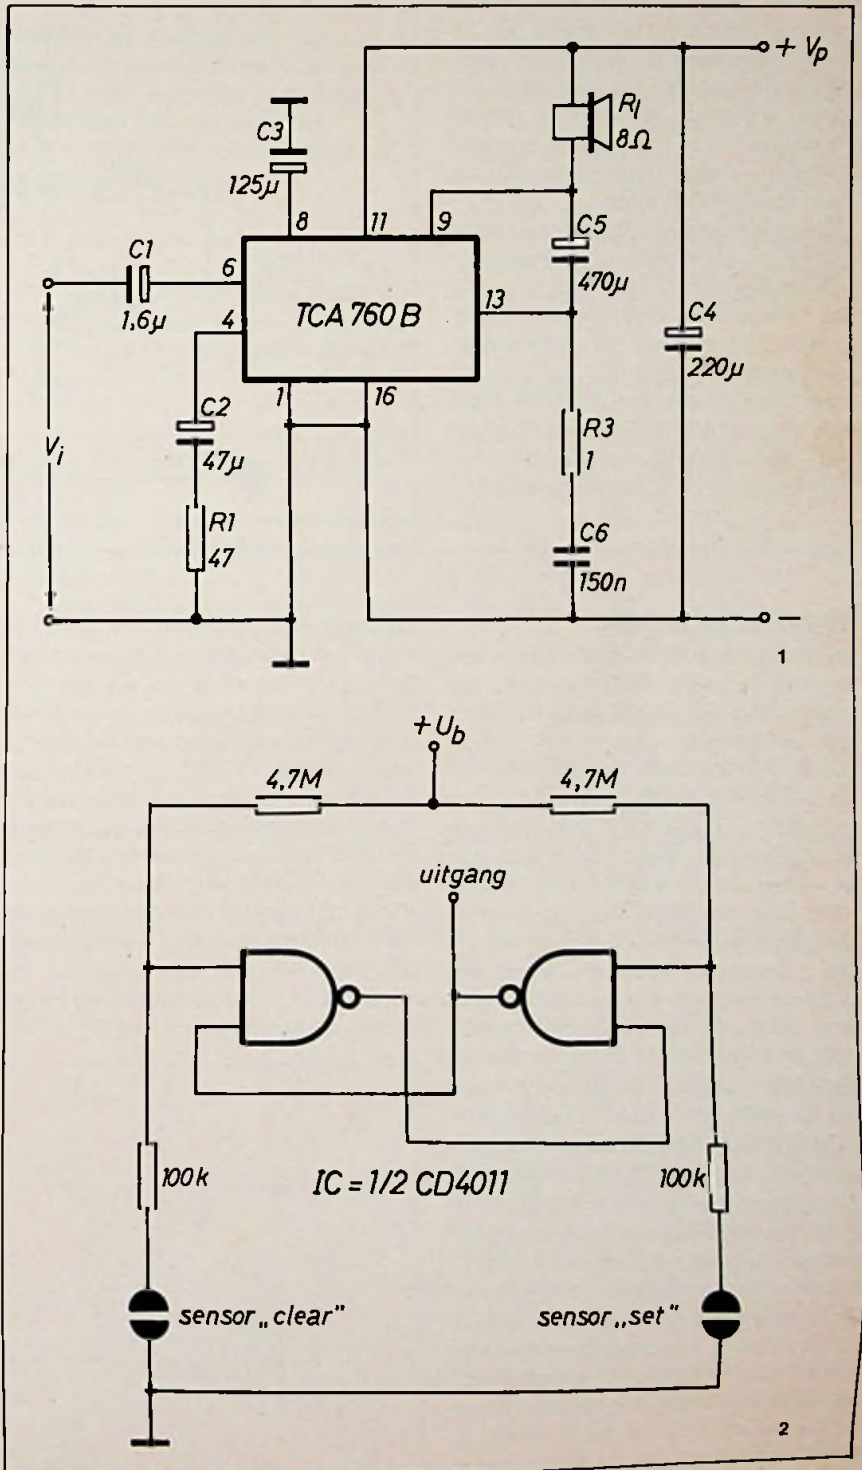 + Vp
Rl
8Ω
C3
125µ
8
11
9
C5
470µ
C1
1,6µ
6
4
TCA 760 B
13
C4
220µ
1
16
C2
47µ
Vi
R3
1
R1
47
C6
150n
−
1
+Ub
4,7M
4,7M
uitgang
100k
IC = 1/2 CD4011
100k
sensor „clear"
sensor „set"
2